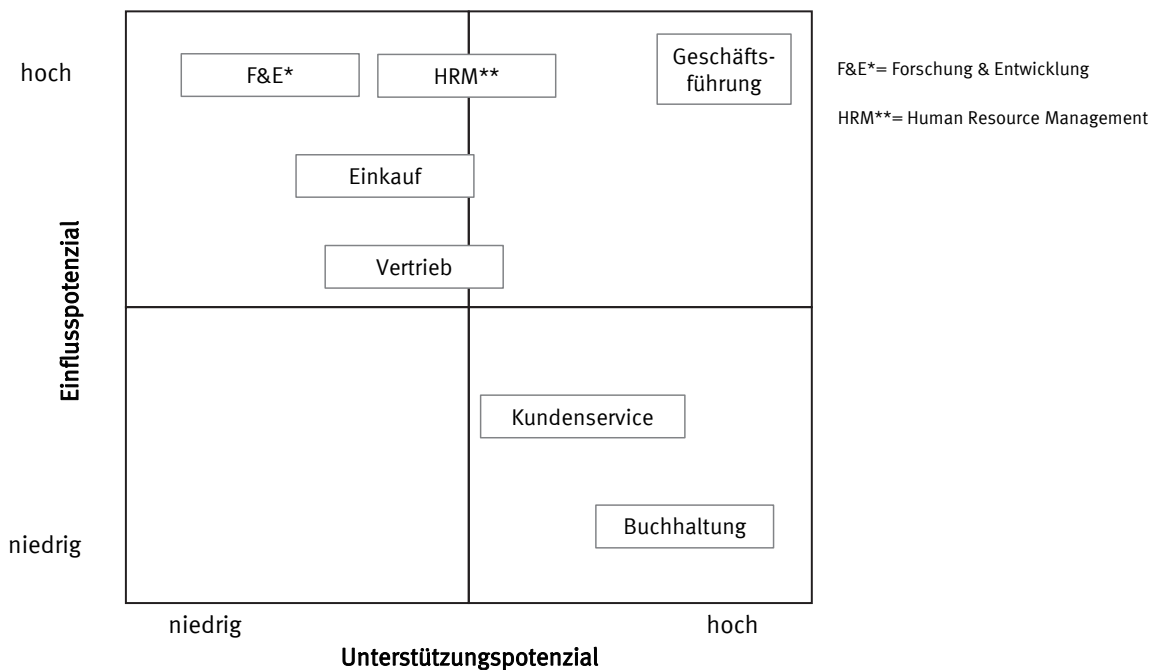 hoch
F&E*
HRM**
Geschäfts-
führung
F&E*= Forschung & Entwicklung
HRM**= Human Resource Management
Einkauf
Vertrieb
Einflusspotenzial
Kundenservice
Buchhaltung
niedrig
niedrig
hoch
Unterstützungspotenzial